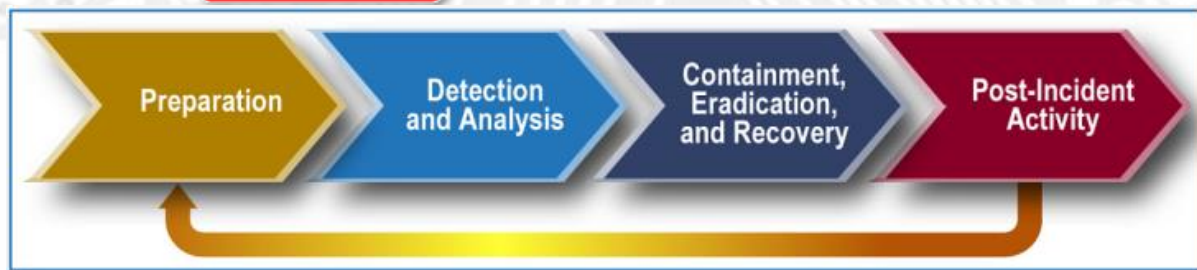 Preparation
Detection
and Analysis
Containment,
Eradication,
and Recovery
Post-Incident
Activity